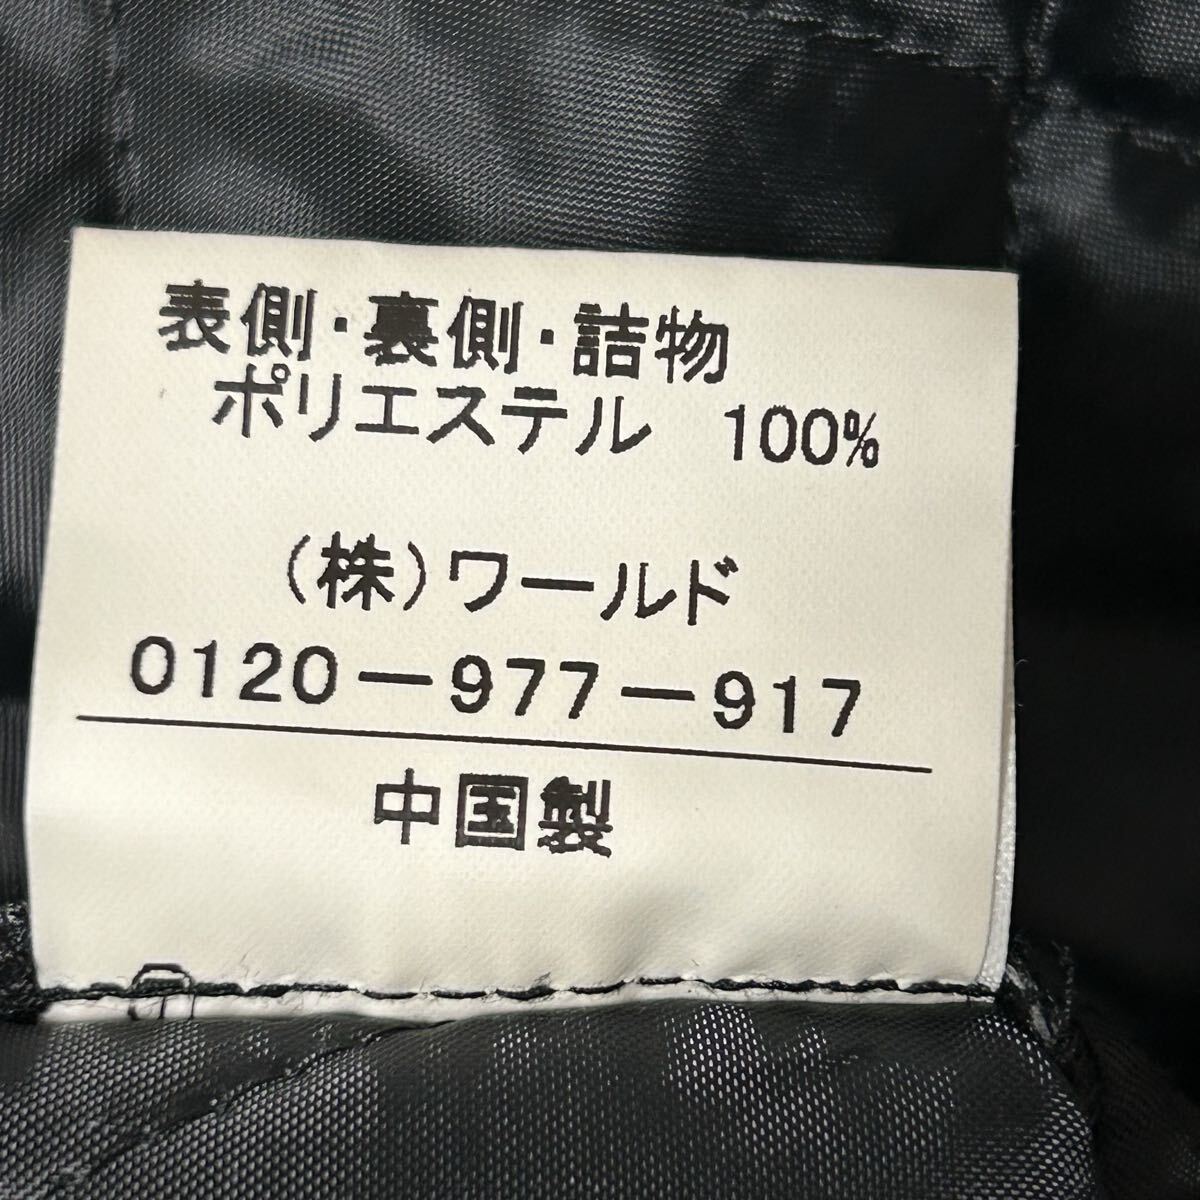 表側・裏側・詰物
ポリエステル 100%
(株)ワールド
0120－977－917
中国製